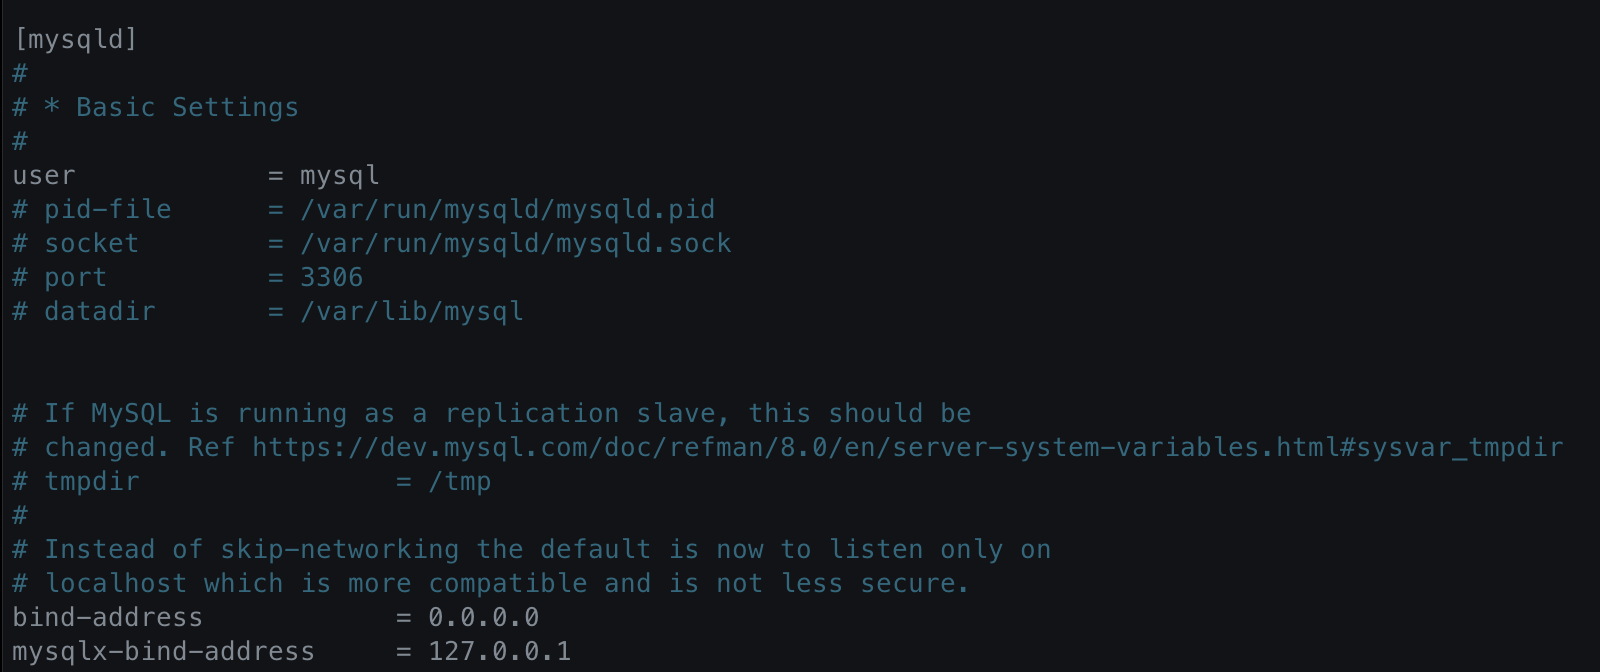 [mysqld]
#
# * Basic Settings
#
user            = mysql
# pid-file      = /var/run/mysqld/mysqld.pid
# socket        = /var/run/mysqld/mysqld.sock
# port          = 3306
# datadir       = /var/lib/mysql


# If MySQL is running as a replication slave, this should be
# changed. Ref https://dev.mysql.com/doc/refman/8.0/en/server-system-variables.html#sysvar_tmpdir
# tmpdir                = /tmp
#
# Instead of skip-networking the default is now to listen only on
# localhost which is more compatible and is not less secure.
bind-address            = 0.0.0.0
mysqlx-bind-address     = 127.0.0.1